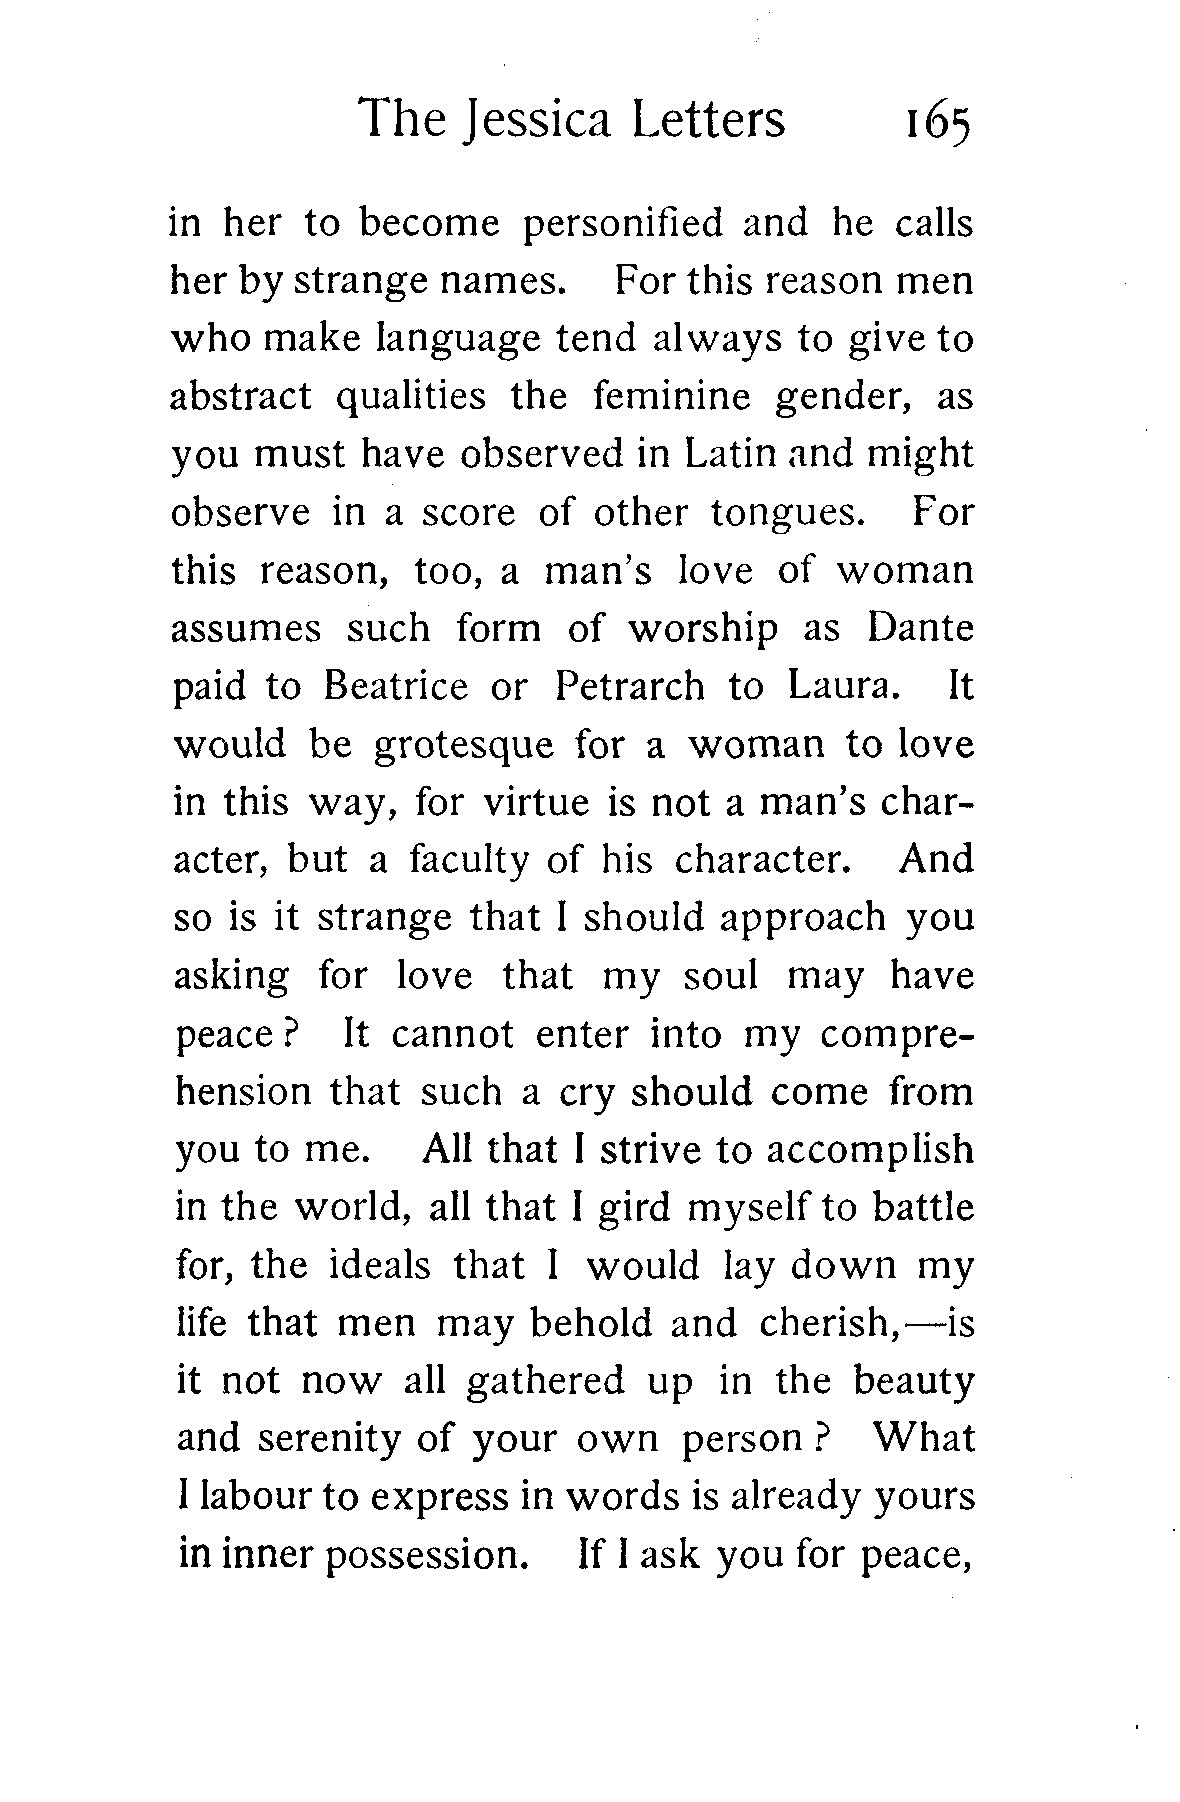 The Jessica Letters 165
in her to become personified and he calls
her by strange names. For this reason men
who make language tend always to give to
abstract qualities the feminine gender, as
you must have observed in Latin and might
observe in a score of other tongues. For
this reason, too, a man's love of woman
assumes such form of worship as Dante
paid to Beatrice or Petrarch to Laura. It
would be grotesque for a woman to love
in this way, for virtue is not a man's char-
acter, but a faculty of his character. And
so is it strange that I should approach you
asking for love that my soul may have
peace ? It cannot enter into my compre-
hension that such a cry should come from
you to me. All that I strive to accomplish
in the world, all that I gird myself to battle
for, the ideals that I would lay down my
life that men may behold and cherish,—is
it not now all gathered up in the beauty
and serenity of your own person ? What
I labour to express in words is already yours
in inner possession. If I ask you for peace,